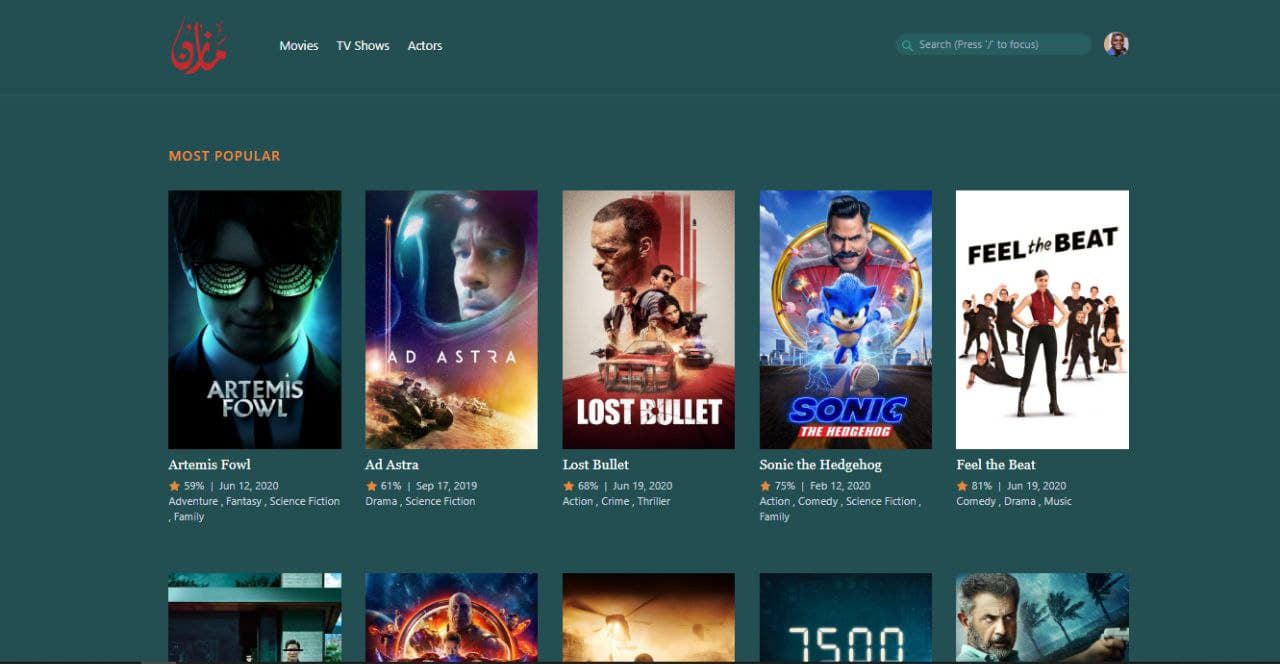 مازن
Movies
TV Shows
Actors
Search (Press '/' to focus)
MOST POPULAR
ARTEMIS
FOWL
AD ASTRA
LOST BULLET
SONIC
THE HEDGEHOG
FEEL the BEAT
Artemis Fowl
59% | Jun 12, 2020
Adventure , Fantasy , Science Fiction
, Family
Ad Astra
61% | Sep 17, 2019
Drama , Science Fiction
Lost Bullet
68% | Jun 19, 2020
Action , Crime , Thriller
Sonic the Hedgehog
75% | Feb 12, 2020
Action , Comedy , Science Fiction ,
Family
Feel the Beat
81% | Jun 19, 2020
Comedy , Drama , Music
7500